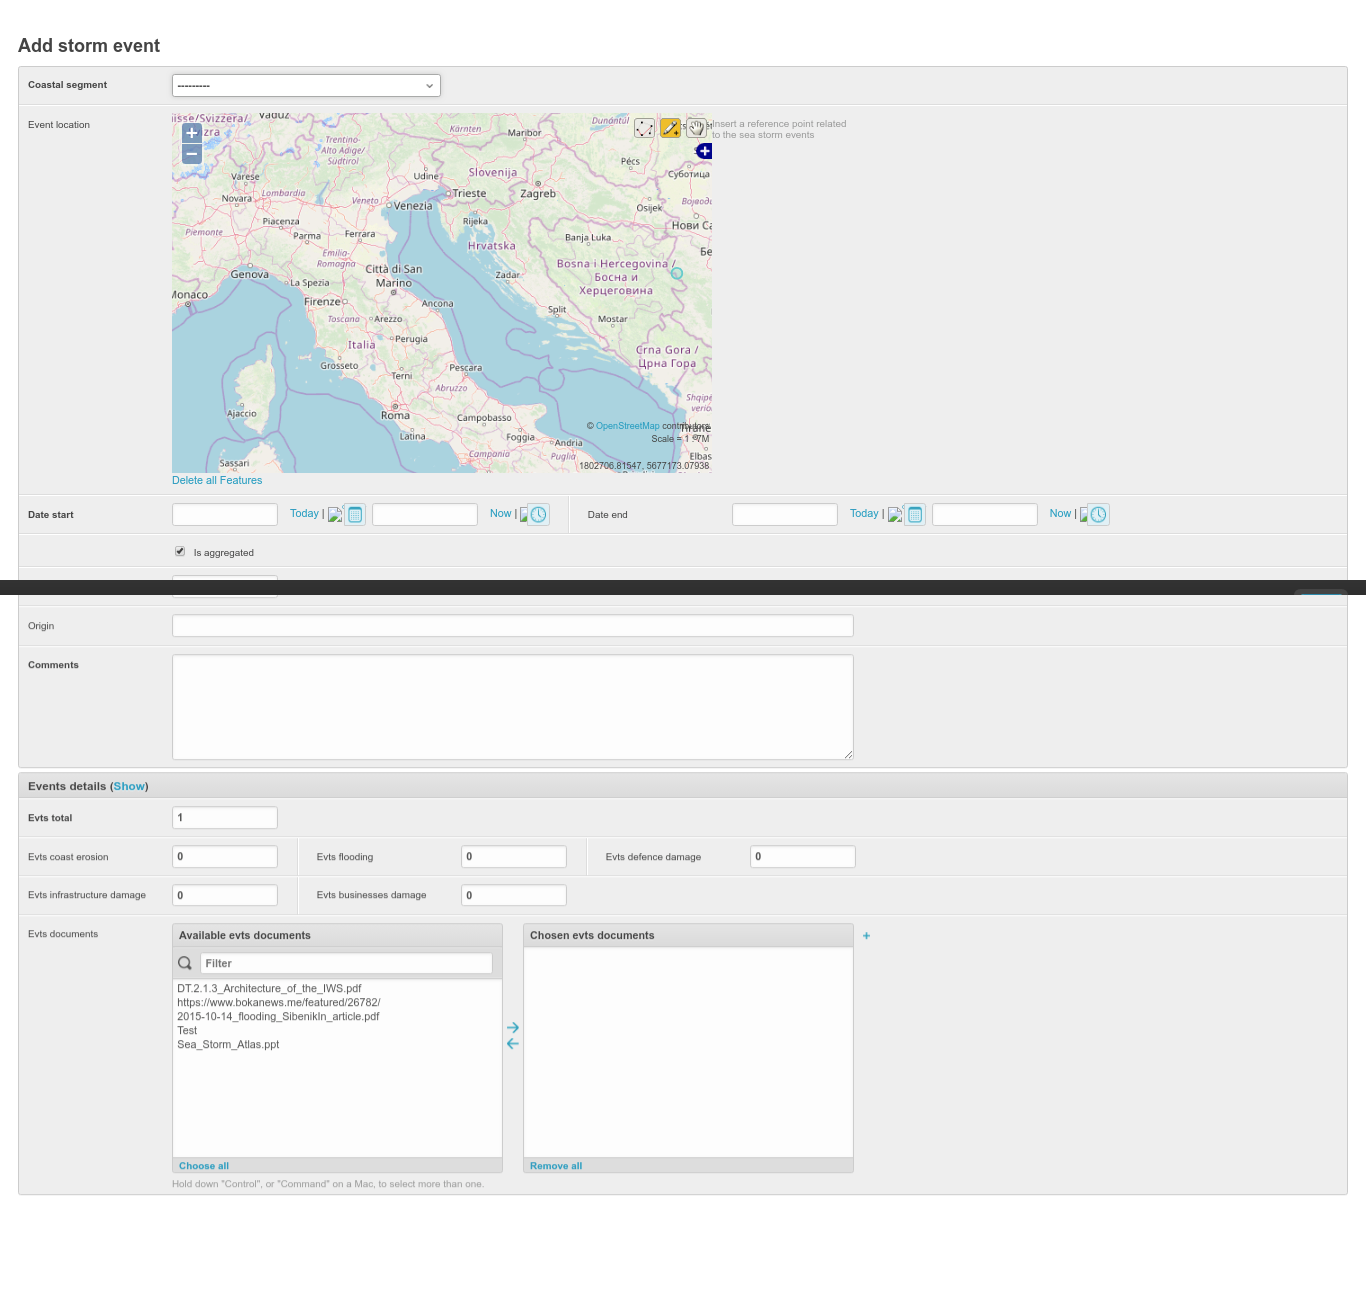 Add storm event
Coastal segment
---------
Event location
isse/Svizzera/
zra
Vaduz
Trentino-
Alto Adige/
Südtirol
Kärnten
Maribor
Dunántúl
Pécs
Суботица
Insert a reference point related
to the sea storm events
Varese
Novara
Lombardia
Veneto
Udine
Slovenija
Trieste
Zagreb
Venezia
Osijek
Нови Са
Piacenza
Parma
Ferrara
Rijeka
Hrvatska
Banja Luka
Бе
Emilia-
Romagna
Genova
La Spezia
Città di San
Marino
Zadar
Bosna i Hercegovina /
Босна и
Херцеговина
Monaco
Firenze
Ancona
Split
Mostar
Toscana
Arezzo
Perugia
Italia
Grosseto
Terni
Pescara
Abruzzo
Crna Gora /
Црна Гора
Ajaccio
Roma
Latina
Campobasso
Foggia
Andria
Campania
Puglia
Sassari
Shqipë
veri
Elbas
© OpenStreetMap contributors
Scale = 1 : 7M
1802706.81547, 5677173.07938
Delete all Features
Date start
Today |
Now |
Date end
Today |
Now |
Is aggregated
Origin
Comments
Events details (Show)
Evts total
1
Evts coast erosion
0
Evts flooding
0
Evts defence damage
0
Evts infrastructure damage
0
Evts businesses damage
0
Evts documents
Available evts documents
Filter
DT.2.1.3_Architecture_of_the_IWS.pdf
https://www.bokanews.me/featured/26782/
2015-10-14_flooding_SibenikIn_article.pdf
Test
Sea_Storm_Atlas.ppt
Choose all
Chosen evts documents
Remove all
Hold down "Control", or "Command" on a Mac, to select more than one.